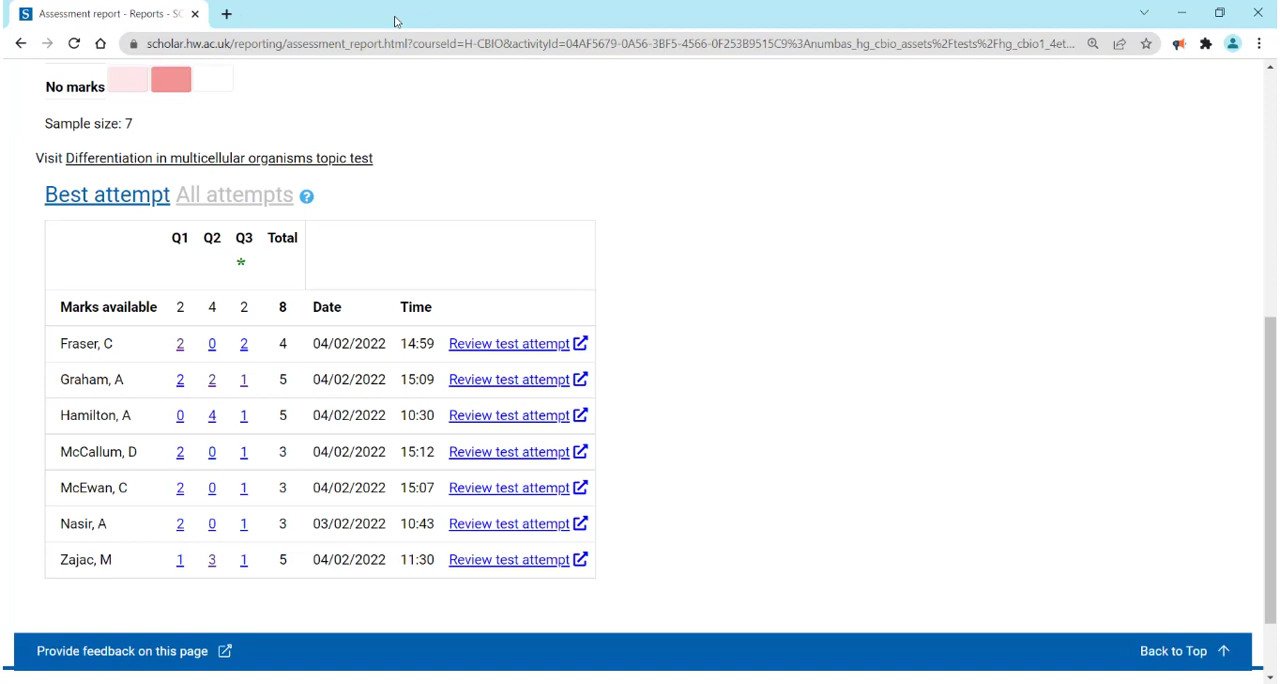 Assessment report - Reports - SC
scholar.hw.ac.uk/reporting/assessment_report.html?courseId=H-CBIO&activityId=04AF5679-0A56-3BF5-4566-0F253B9515C9%3Anumbas_hg_cbio_assets%2Ftests%2Fhg_cbio1_4et...
No marks
Sample size: 7
Visit Differentiation in multicellular organisms topic test
Best attempt All attempts ?
Q1 Q2 Q3 Total
*
Marks available 2 4 2 8 Date Time
Fraser, C 2 0 2 4 04/02/2022 14:59 Review test attempt
Graham, A 2 2 1 5 04/02/2022 15:09 Review test attempt
Hamilton, A 0 4 1 5 04/02/2022 10:30 Review test attempt
McCallum, D 2 0 1 3 04/02/2022 15:12 Review test attempt
McEwan, C 2 0 1 3 04/02/2022 15:07 Review test attempt
Nasir, A 2 0 1 3 03/02/2022 10:43 Review test attempt
Zajac, M 1 3 1 5 04/02/2022 11:30 Review test attempt
Provide feedback on this page Back to Top